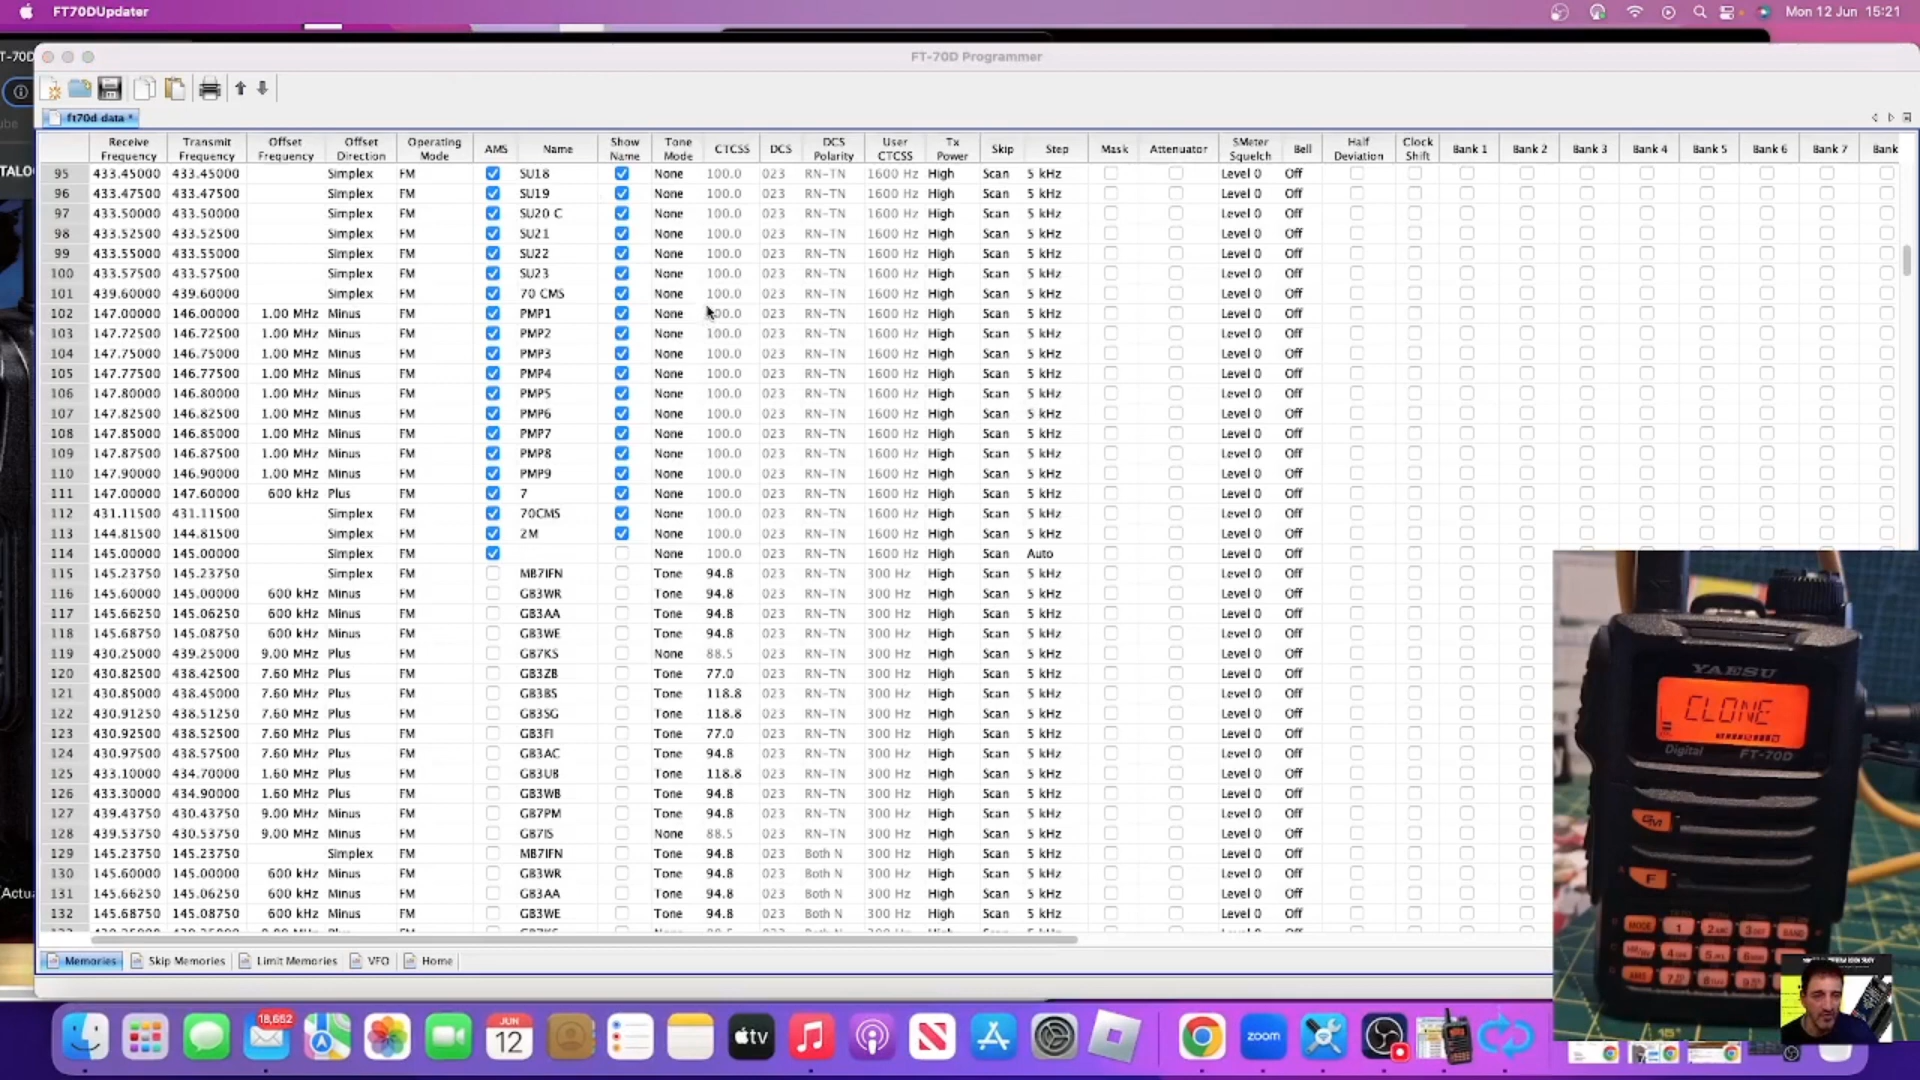 FT70DUpdater
Mon 12 Jun 15:21
FT-70D
FT-70D Programmer
ft70d data *
Receive Frequency Transmit Frequency Offset Frequency Offset Direction Operating Mode AMS Name Show Name Tone Mode CTCSS DCS DCS Polarity User CTCSS Tx Power Skip Step Mask Attenuator SMeter Squelch Bell Half Deviation Clock Shift Bank 1 Bank 2 Bank 3 Bank 4 Bank 5 Bank 6 Bank 7 Bank
95 433.45000 433.45000 Simplex FM SU18 None 100.0 023 RN-TN 1600 Hz High Scan 5 kHz Level 0 Off
96 433.47500 433.47500 Simplex FM SU19 None 100.0 023 RN-TN 1600 Hz High Scan 5 kHz Level 0 Off
97 433.50000 433.50000 Simplex FM SU20 C None 100.0 023 RN-TN 1600 Hz High Scan 5 kHz Level 0 Off
98 433.52500 433.52500 Simplex FM SU21 None 100.0 023 RN-TN 1600 Hz High Scan 5 kHz Level 0 Off
99 433.55000 433.55000 Simplex FM SU22 None 100.0 023 RN-TN 1600 Hz High Scan 5 kHz Level 0 Off
100 433.57500 433.57500 Simplex FM SU23 None 100.0 023 RN-TN 1600 Hz High Scan 5 kHz Level 0 Off
101 439.60000 439.60000 Simplex FM 70 CMS None 100.0 023 RN-TN 1600 Hz High Scan 5 kHz Level 0 Off
102 147.00000 146.00000 1.00 MHz Minus FM PMP1 None 00.0 023 RN-TN 1600 Hz High Scan 5 kHz Level 0 Off
103 147.72500 146.72500 1.00 MHz Minus FM PMP2 None 100.0 023 RN-TN 1600 Hz High Scan 5 kHz Level 0 Off
104 147.75000 146.75000 1.00 MHz Minus FM PMP3 None 100.0 023 RN-TN 1600 Hz High Scan 5 kHz Level 0 Off
105 147.77500 146.77500 1.00 MHz Minus FM PMP4 None 100.0 023 RN-TN 1600 Hz High Scan 5 kHz Level 0 Off
106 147.80000 146.80000 1.00 MHz Minus FM PMP5 None 100.0 023 RN-TN 1600 Hz High Scan 5 kHz Level 0 Off
107 147.82500 146.82500 1.00 MHz Minus FM PMP6 None 100.0 023 RN-TN 1600 Hz High Scan 5 kHz Level 0 Off
108 147.85000 146.85000 1.00 MHz Minus FM PMP7 None 100.0 023 RN-TN 1600 Hz High Scan 5 kHz Level 0 Off
109 147.87500 146.87500 1.00 MHz Minus FM PMP8 None 100.0 023 RN-TN 1600 Hz High Scan 5 kHz Level 0 Off
110 147.90000 146.90000 1.00 MHz Minus FM PMP9 None 100.0 023 RN-TN 1600 Hz High Scan 5 kHz Level 0 Off
111 147.00000 147.60000 600 kHz Plus FM 7 None 100.0 023 RN-TN 1600 Hz High Scan 5 kHz Level 0 Off
112 431.11500 431.11500 Simplex FM 70CMS None 100.0 023 RN-TN 1600 Hz High Scan 5 kHz Level 0 Off
113 144.81500 144.81500 Simplex FM 2M None 100.0 023 RN-TN 1600 Hz High Scan 5 kHz Level 0 Off
114 145.00000 145.00000 Simplex FM None 100.0 023 RN-TN 1600 Hz High Scan Auto Level 0 Off
115 145.23750 145.23750 Simplex FM MB7IFN Tone 94.8 023 RN-TN 300 Hz High Scan 5 kHz Level 0 Off
116 145.60000 145.00000 600 kHz Minus FM GB3WR Tone 94.8 023 RN-TN 300 Hz High Scan 5 kHz Level 0 Off
117 145.66250 145.06250 600 kHz Minus FM GB3AA Tone 94.8 023 RN-TN 300 Hz High Scan 5 kHz Level 0 Off
118 145.68750 145.08750 600 kHz Minus FM GB3WE Tone 94.8 023 RN-TN 300 Hz High Scan 5 kHz Level 0 Off
119 430.25000 439.25000 9.00 MHz Plus FM GB7KS None 88.5 023 RN-TN 300 Hz High Scan 5 kHz Level 0 Off
120 430.82500 438.42500 7.60 MHz Plus FM GB3ZB Tone 77.0 023 RN-TN 300 Hz High Scan 5 kHz Level 0 Off
121 430.85000 438.45000 7.60 MHz Plus FM GB3BS Tone 118.8 023 RN-TN 300 Hz High Scan 5 kHz Level 0 Off
122 430.91250 438.51250 7.60 MHz Plus FM GB3SG Tone 118.8 023 RN-TN 300 Hz High Scan 5 kHz Level 0 Off
123 430.92500 438.52500 7.60 MHz Plus FM GB3FI Tone 77.0 023 RN-TN 300 Hz High Scan 5 kHz Level 0 Off
124 430.97500 438.57500 7.60 MHz Plus FM GB3AC Tone 94.8 023 RN-TN 300 Hz High Scan 5 kHz Level 0 Off
125 433.10000 434.70000 1.60 MHz Plus FM GB3UB Tone 118.8 023 RN-TN 300 Hz High Scan 5 kHz Level 0 Off
126 433.30000 434.90000 1.60 MHz Plus FM GB3WB Tone 94.8 023 RN-TN 300 Hz High Scan 5 kHz Level 0 Off
127 439.43750 430.43750 9.00 MHz Minus FM GB7PM Tone 94.8 023 RN-TN 300 Hz High Scan 5 kHz Level 0 Off
128 439.53750 430.53750 9.00 MHz Minus FM GB7IS None 88.5 023 RN-TN 300 Hz High Scan 5 kHz Level 0 Off
129 145.23750 145.23750 Simplex FM MB7IFN Tone 94.8 023 Both N 300 Hz High Scan 5 kHz Level 0 Off
130 145.60000 145.00000 600 kHz Minus FM GB3WR Tone 94.8 023 Both N 300 Hz High Scan 5 kHz Level 0 Off
131 145.66250 145.06250 600 kHz Minus FM GB3AA Tone 94.8 023 Both N 300 Hz High Scan 5 kHz Level 0 Off
132 145.68750 145.08750 600 kHz Minus FM GB3WE Tone 94.8 023 Both N 300 Hz High Scan 5 kHz Level 0 Off
Memories Skip Memories Limit Memories VFO Home
YAESU
CLONE
Digital FT-70D
GM
F
MODE 1 BAND
AMS
18,652
JUN
12
tv
zoom